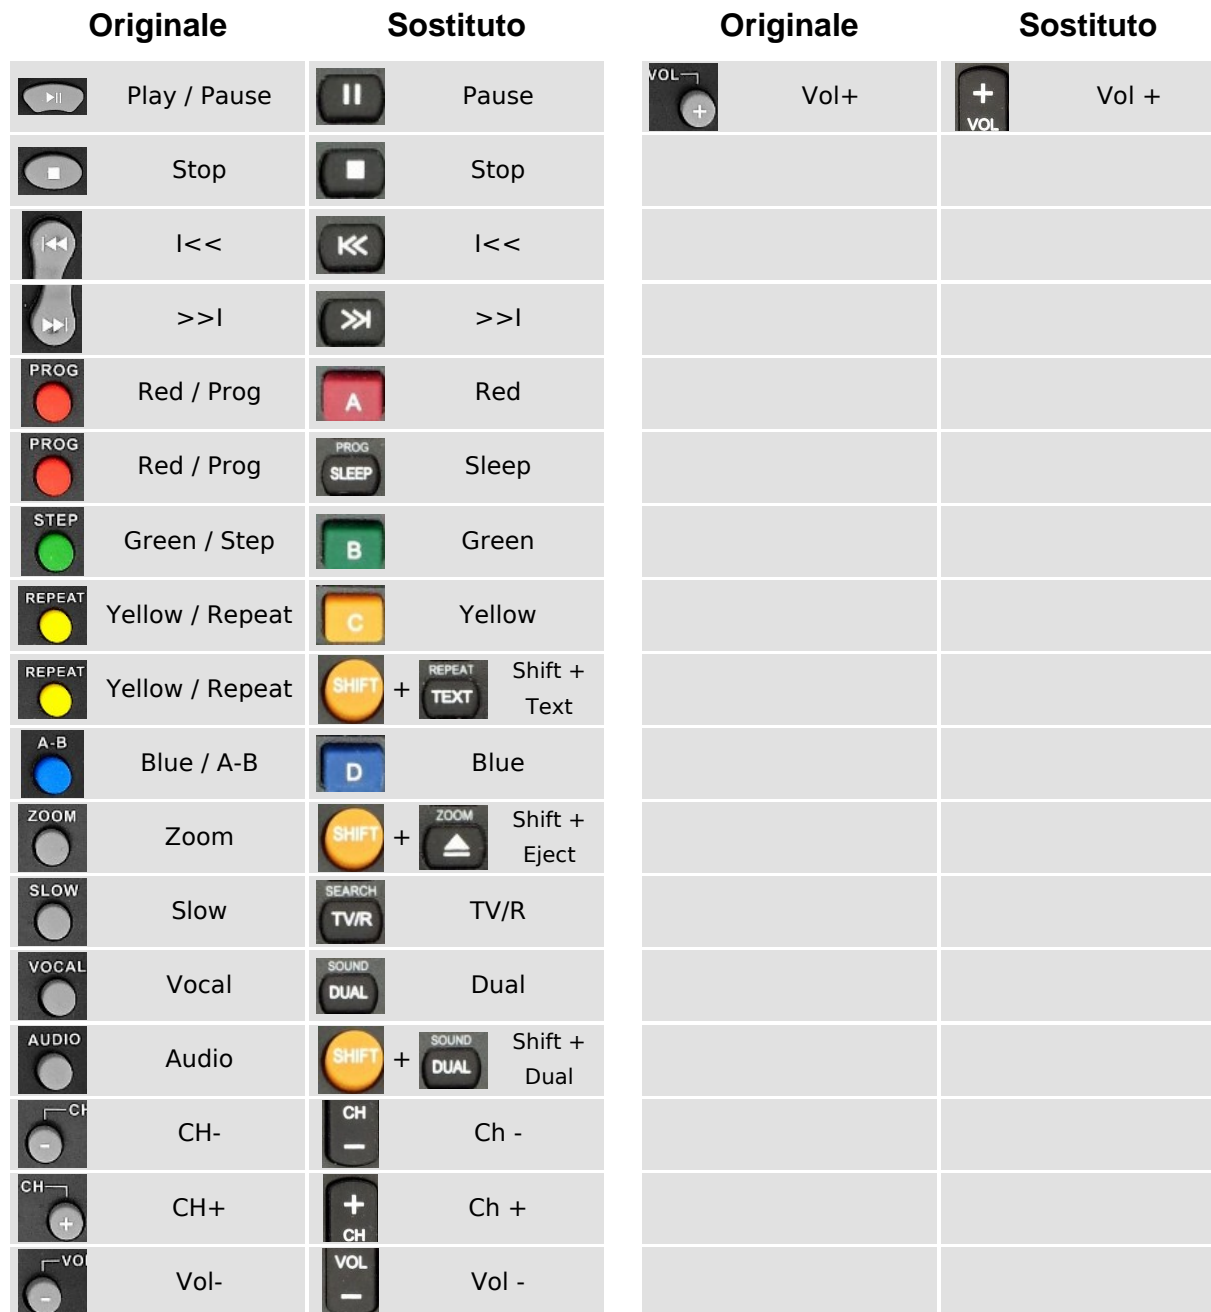 Originale Sostituto Originale Sostituto
Play / Pause Pause VOL + Vol+ + VOL Vol +
Stop Stop
I<< I<<
>>I >>I
PROG Red / Prog A Red
PROG Red / Prog PROG SLEEP Sleep
STEP Green / Step B Green
REPEAT Yellow / Repeat C Yellow
REPEAT Yellow / Repeat SHIFT + REPEAT TEXT Shift +
Text
A-B Blue / A-B D Blue
ZOOM Zoom SHIFT + ZOOM Shift +
Eject
SLOW Slow SEARCH TV/R TV/R
VOCAL Vocal SOUND DUAL Dual
AUDIO Audio SHIFT + SOUND DUAL Shift +
Dual
CH - CH- CH – Ch -
CH + CH+ + CH Ch +
VOL - Vol- VOL – Vol -